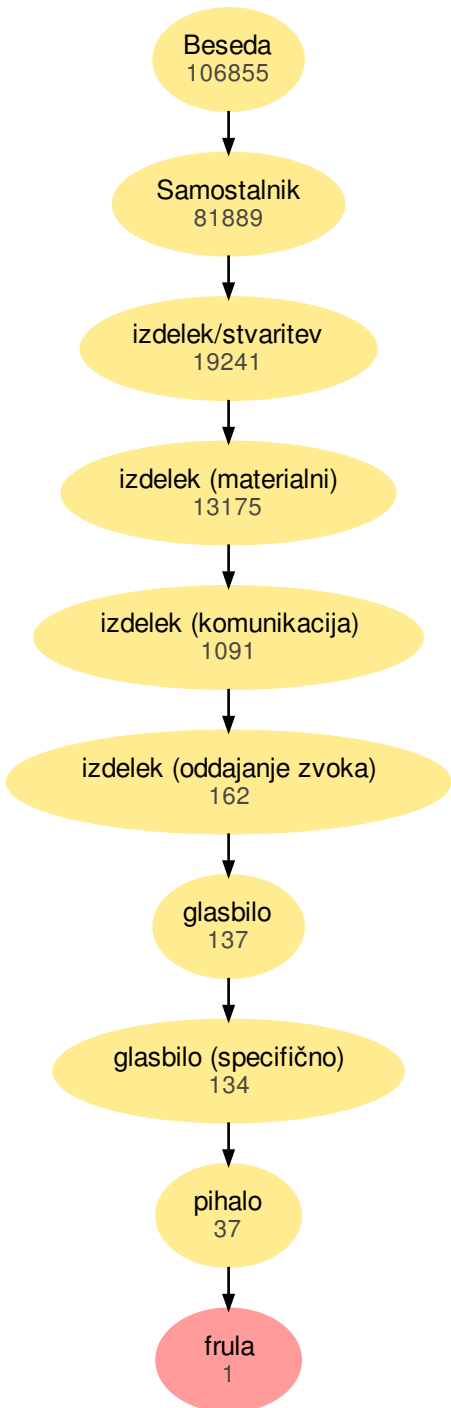 Beseda
106855
Samostalnik
81889
izdelek/stvaritev
19241
izdelek (materialni)
13175
izdelek (komunikacija)
1091
izdelek (oddajanje zvoka)
162
glasbilo
137
glasbilo (specifično)
134
pihalo
37
frula
1